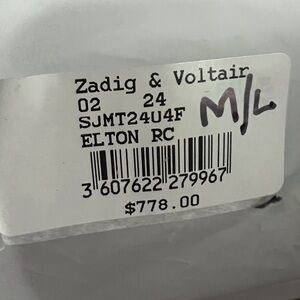 Zadig & Voltair
02 24
SJMT24U4F
ELTON RC
M/L
3 607622 279967
$778.00